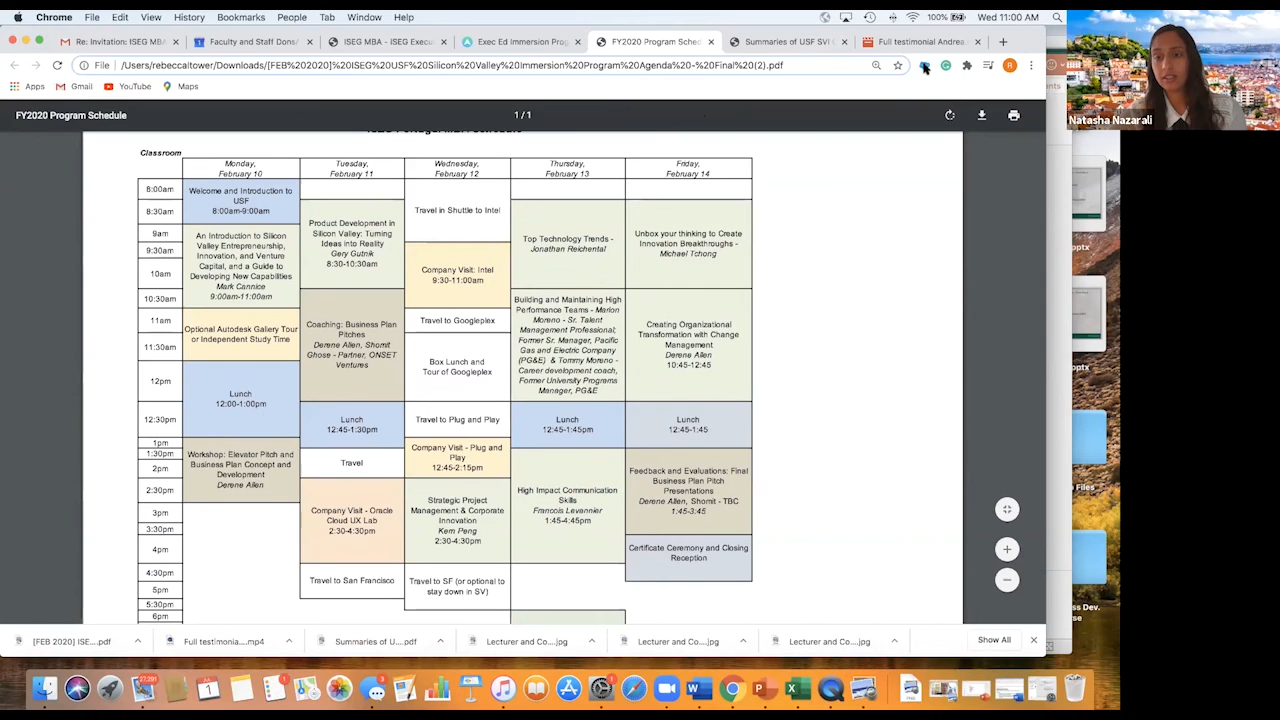 Chrome File Edit View History Bookmarks People Tab Window Help 100% Wed 11:00 AM
Re: Invitation: ISEG MBA Faculty and Staff Dons/ ISEG MBA - ISEG Execu Exec Ed Immersion Prog FY2020 Program Sched Summaries of USF SVI Full testimonial Andrea
File /Users/rebeccaltower/Downloads/[FEB%202020]%20ISEG%20USF%20Silicon%20Valley%20Immersion%20Program%20Agenda%20-%20Final%20(2).pdf
Apps Gmail YouTube Maps
FY2020 Program Schedule 1 / 1
Natasha Nazarali
Classroom
Monday,
February 10
Tuesday,
February 11
Wednesday,
February 12
Thursday,
February 13
Friday,
February 14
8:00am
8:30am
9am
9:30am
10am
10:30am
11am
11:30am
12pm
12:30pm
1pm
1:30pm
2pm
2:30pm
3pm
3:30pm
4pm
4:30pm
5pm
5:30pm
6pm
Welcome and Introduction to
USF
8:00am-9:00am
An Introduction to Silicon
Valley Entrepreneurship,
Innovation, and Venture
Capital, and a Guide to
Developing New Capabilities
Mark Cannice
9:00am-11:00am
Optional Autodesk Gallery Tour
or Independent Study Time
Lunch
12:00-1:00pm
Workshop: Elevator Pitch and
Business Plan Concept and
Development
Derene Allen
Product Development in
Silicon Valley: Turning
Ideas into Reality
Gery Gutnik
8:30-10:30am
Coaching: Business Plan
Pitches
Derene Allen, Shomit
Ghose - Partner, ONSET
Ventures
Lunch
12:45-1:30pm
Travel
Company Visit - Oracle
Cloud UX Lab
2:30-4:30pm
Travel to San Francisco
Travel in Shuttle to Intel
Company Visit: Intel
9:30-11:00am
Travel to Googleplex
Box Lunch and
Tour of Googleplex
Travel to Plug and Play
Company Visit - Plug and
Play
12:45-2:15pm
Strategic Project
Management & Corporate
Innovation
Kern Peng
2:30-4:30pm
Travel to SF (or optional to
stay down in SV)
Top Technology Trends -
Jonathan Reichental
Building and Maintaining High
Performance Teams - Marion
Moreno - Sr. Talent
Management Professional;
Former Sr. Manager, Pacific
Gas and Electric Company
(PG&E) & Tommy Moreno -
Career development coach,
Former University Programs
Manager, PG&E
Lunch
12:45-1:45pm
High Impact Communication
Skills
Francois Levannier
1:45-4:45pm
Unbox your thinking to Create
Innovation Breakthroughs -
Michael Tchong
Creating Organizational
Transformation with Change
Management
Derene Allen
10:45-12:45
Lunch
12:45-1:45
Feedback and Evaluations: Final
Business Plan Pitch
Presentations
Derene Allen, Shomit - TBC
1:45-3:45
Certificate Ceremony and Closing
Reception
pptx
pptx
Files
ss Dev.
rse
[FEB 2020] ISE....pdf Full testimonia....mp4 Summaries of U....pdf Lecturer and Co....jpg Lecturer and Co....jpg Lecturer and Co....jpg Show All
27,291